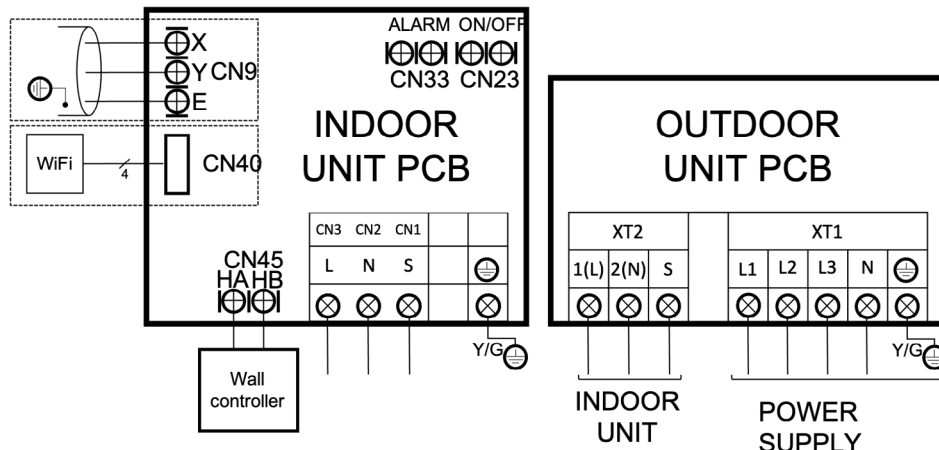 ALARM ON/OFF
X
Y CN9
E
CN33 CN23
INDOOR
UNIT PCB
WiFi
4
CN40
CN3 CN2 CN1
L N S
CN45
HA HB
Y/G
Wall
controller
OUTDOOR
UNIT PCB
XT2 XT1
1(L) 2(N) S L1 L2 L3 N
Y/G
INDOOR
UNIT
POWER
SUPPLY